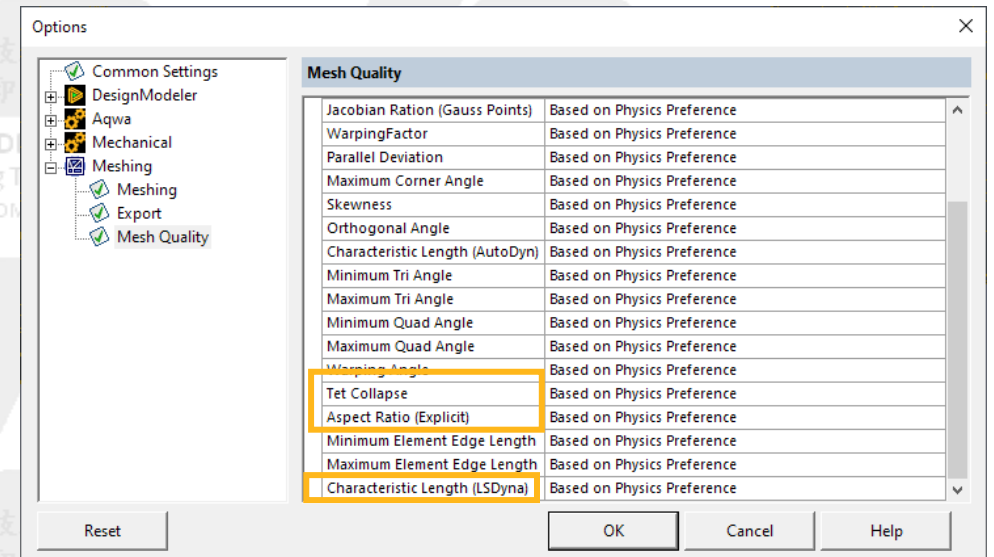 Options
Common Settings
DesignModeler
Aqwa
Mechanical
Meshing
Meshing
Export
Mesh Quality
Mesh Quality
Jacobian Ration (Gauss Points) Based on Physics Preference
WarpingFactor Based on Physics Preference
Parallel Deviation Based on Physics Preference
Maximum Corner Angle Based on Physics Preference
Skewness Based on Physics Preference
Orthogonal Angle Based on Physics Preference
Characteristic Length (AutoDyn) Based on Physics Preference
Minimum Tri Angle Based on Physics Preference
Maximum Tri Angle Based on Physics Preference
Minimum Quad Angle Based on Physics Preference
Maximum Quad Angle Based on Physics Preference
Warping Angle Based on Physics Preference
Tet Collapse Based on Physics Preference
Aspect Ratio (Explicit) Based on Physics Preference
Minimum Element Edge Length Based on Physics Preference
Maximum Element Edge Length Based on Physics Preference
Characteristic Length (LSDyna) Based on Physics Preference
Reset OK Cancel Help